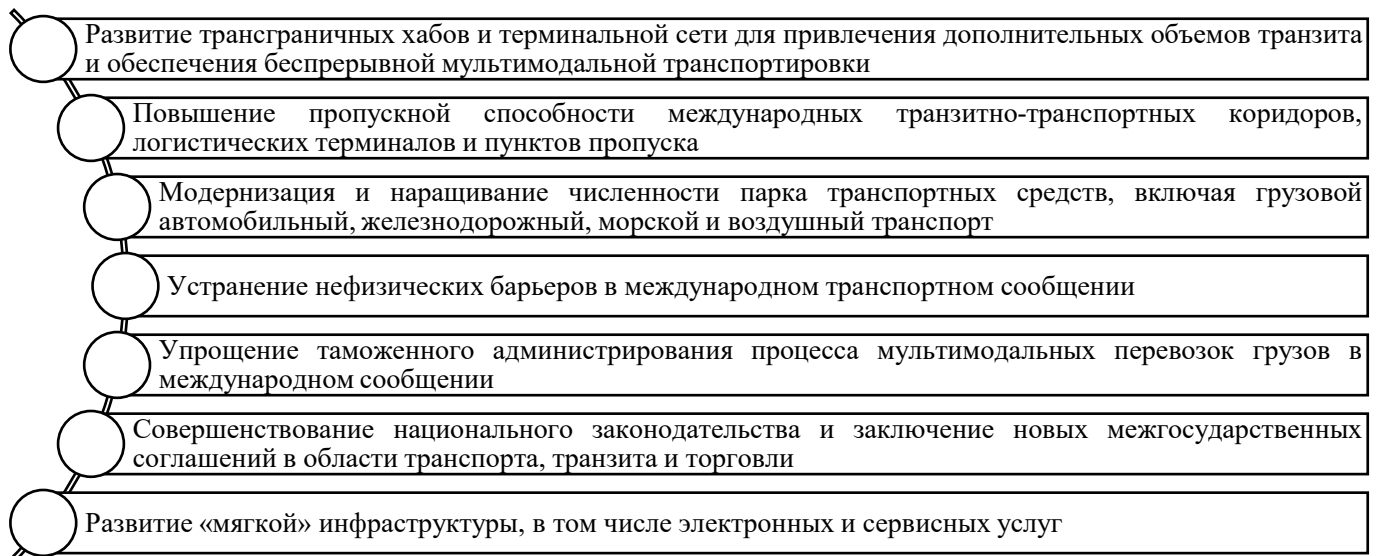 Развитие трансграничных хабов и терминальной сети для привлечения дополнительных объемов транзита
и обеспечения беспрерывной мультимодальной транспортировки
Повышение пропускной способности международных транзитно-транспортных коридоров,
логистических терминалов и пунктов пропуска
Модернизация и наращивание численности парка транспортных средств, включая грузовой
автомобильный, железнодорожный, морской и воздушный транспорт
Устранение нефизических барьеров в международном транспортном сообщении
Упрощение таможенного администрирования процесса мультимодальных перевозок грузов в
международном сообщении
Совершенствование национального законодательства и заключение новых межгосударственных
соглашений в области транспорта, транзита и торговли
Развитие «мягкой» инфраструктуры, в том числе электронных и сервисных услуг